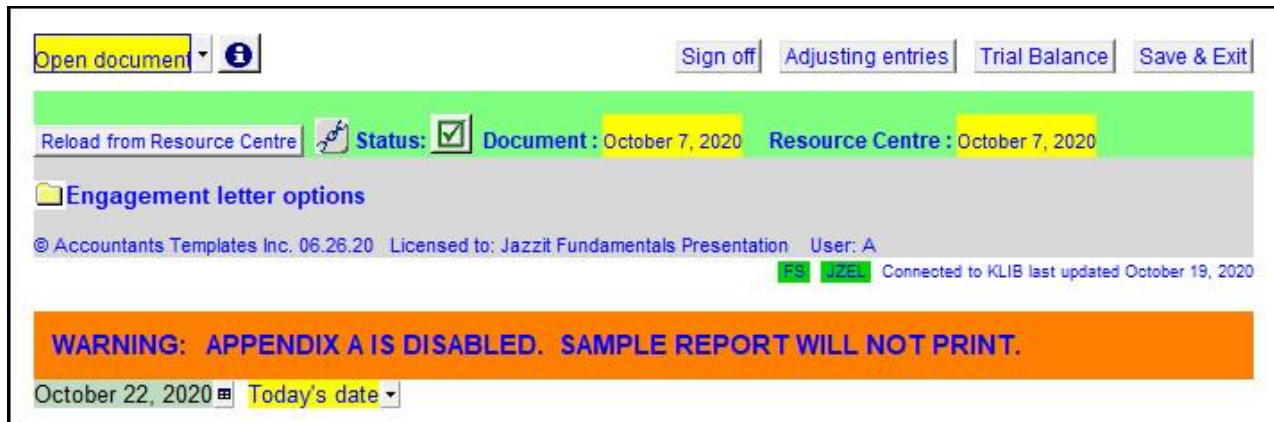 Open document Sign off Adjusting entries Trial Balance Save & Exit
Reload from Resource Centre Status: Document : October 7, 2020 Resource Centre : October 7, 2020
Engagement letter options
© Accountants Templates Inc. 06.26.20 Licensed to: Jazzit Fundamentals Presentation User: A
FS JZEL Connected to KLIB last updated October 19, 2020
WARNING: APPENDIX A IS DISABLED. SAMPLE REPORT WILL NOT PRINT.
October 22, 2020 Today's date